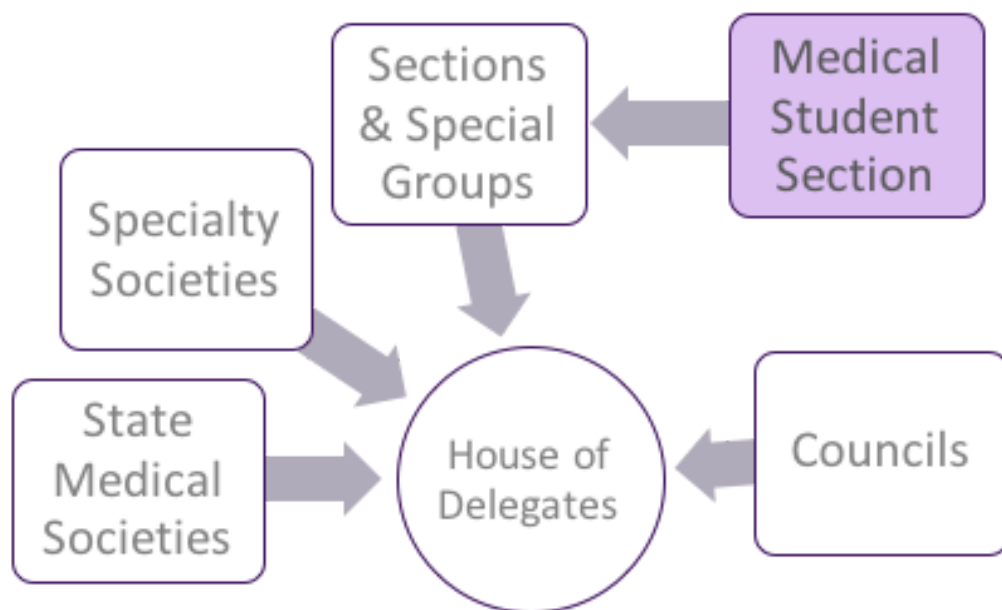 Sections
& Special
Groups
Medical
Student
Section
Specialty
Societies
State
Medical
Societies
House of
Delegates
Councils